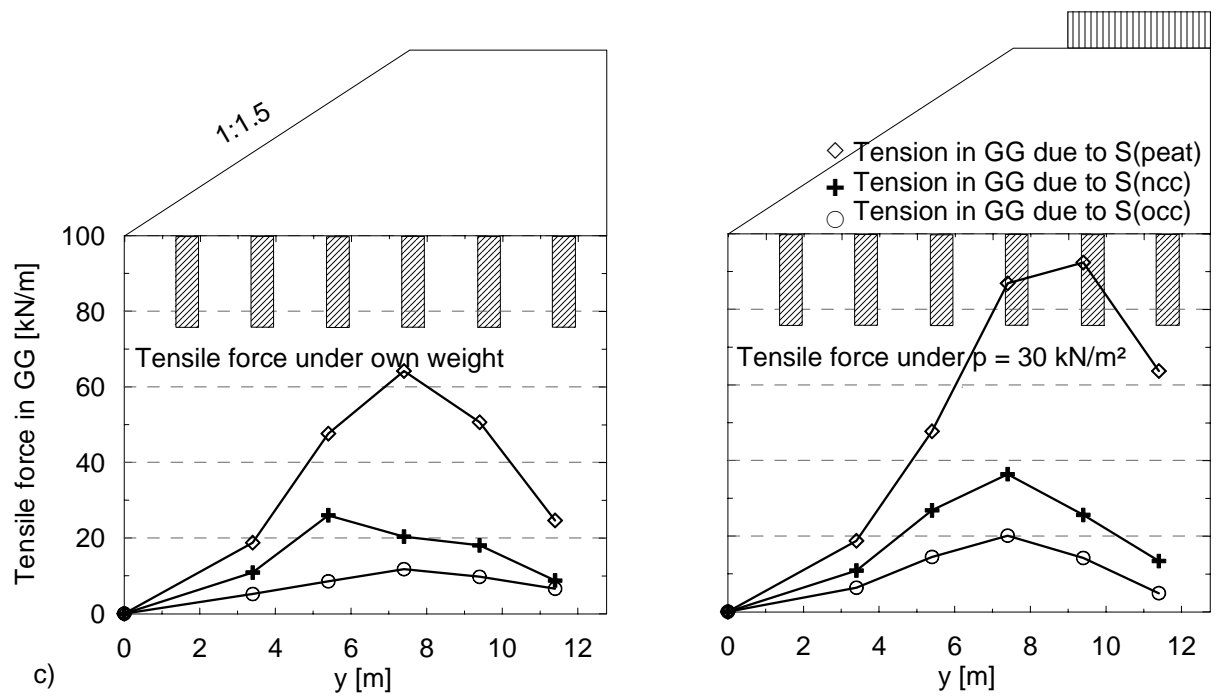 1:1.5
Tension in GG due to S(peat)
Tension in GG due to S(ncc)
Tension in GG due to S(occ)
Tensile force in GG [kN/m]
100
80
60
40
20
0
Tensile force under own weight
Tensile force under p = 30 kN/m²
0 2 4 6 8 10 12
0 2 4 6 8 10 12
c)
y [m]
y [m]